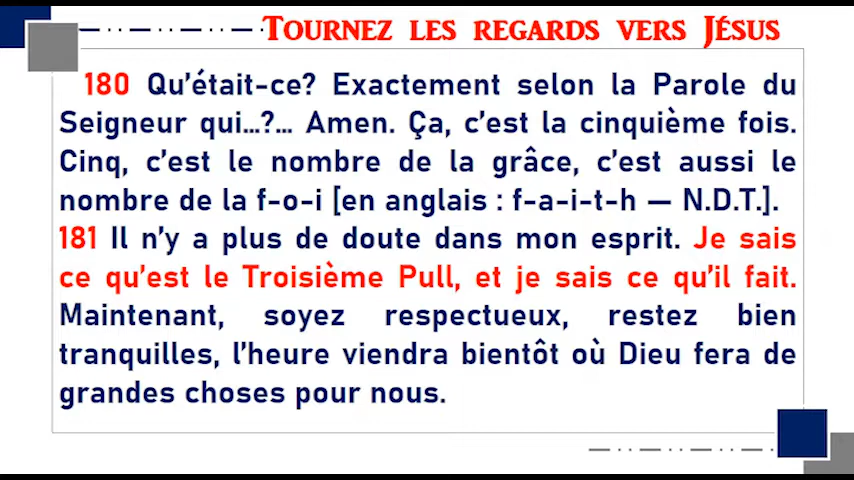 Tournez les regards vers Jésus
180 Qu'était-ce? Exactement selon la Parole du
Seigneur qui...?... Amen. Ça, c'est la cinquième fois.
Cinq, c'est le nombre de la grâce, c'est aussi le
nombre de la f-o-i [en anglais : f-a-i-t-h — N.D.T.].
181 Il n'y a plus de doute dans mon esprit. Je sais
ce qu'est le Troisième Pull, et je sais ce qu'il fait.
Maintenant, soyez respectueux, restez bien
tranquilles, l'heure viendra bientôt où Dieu fera de
grandes choses pour nous.